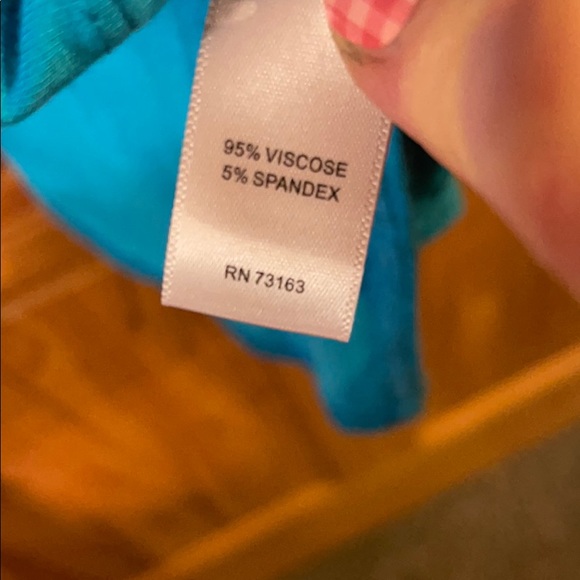 95% VISCOSE
5% SPANDEX
RN 73163